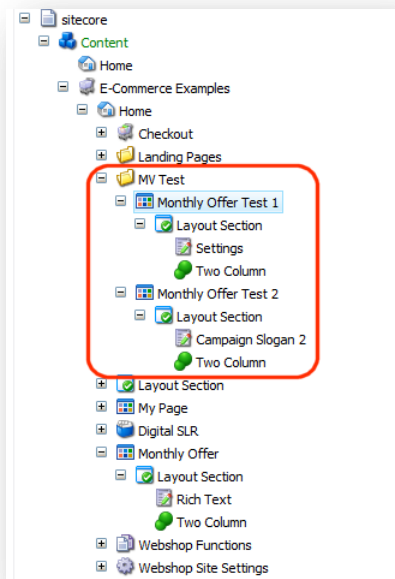 sitecore
Content
Home
E-Commerce Examples
Home
Checkout
Landing Pages
MV Test
Monthly Offer Test 1
Layout Section
Settings
Two Column
Monthly Offer Test 2
Layout Section
Campaign Slogan 2
Two Column
Layout Section
My Page
Digital SLR
Monthly Offer
Layout Section
Rich Text
Two Column
Webshop Functions
Webshop Site Settings